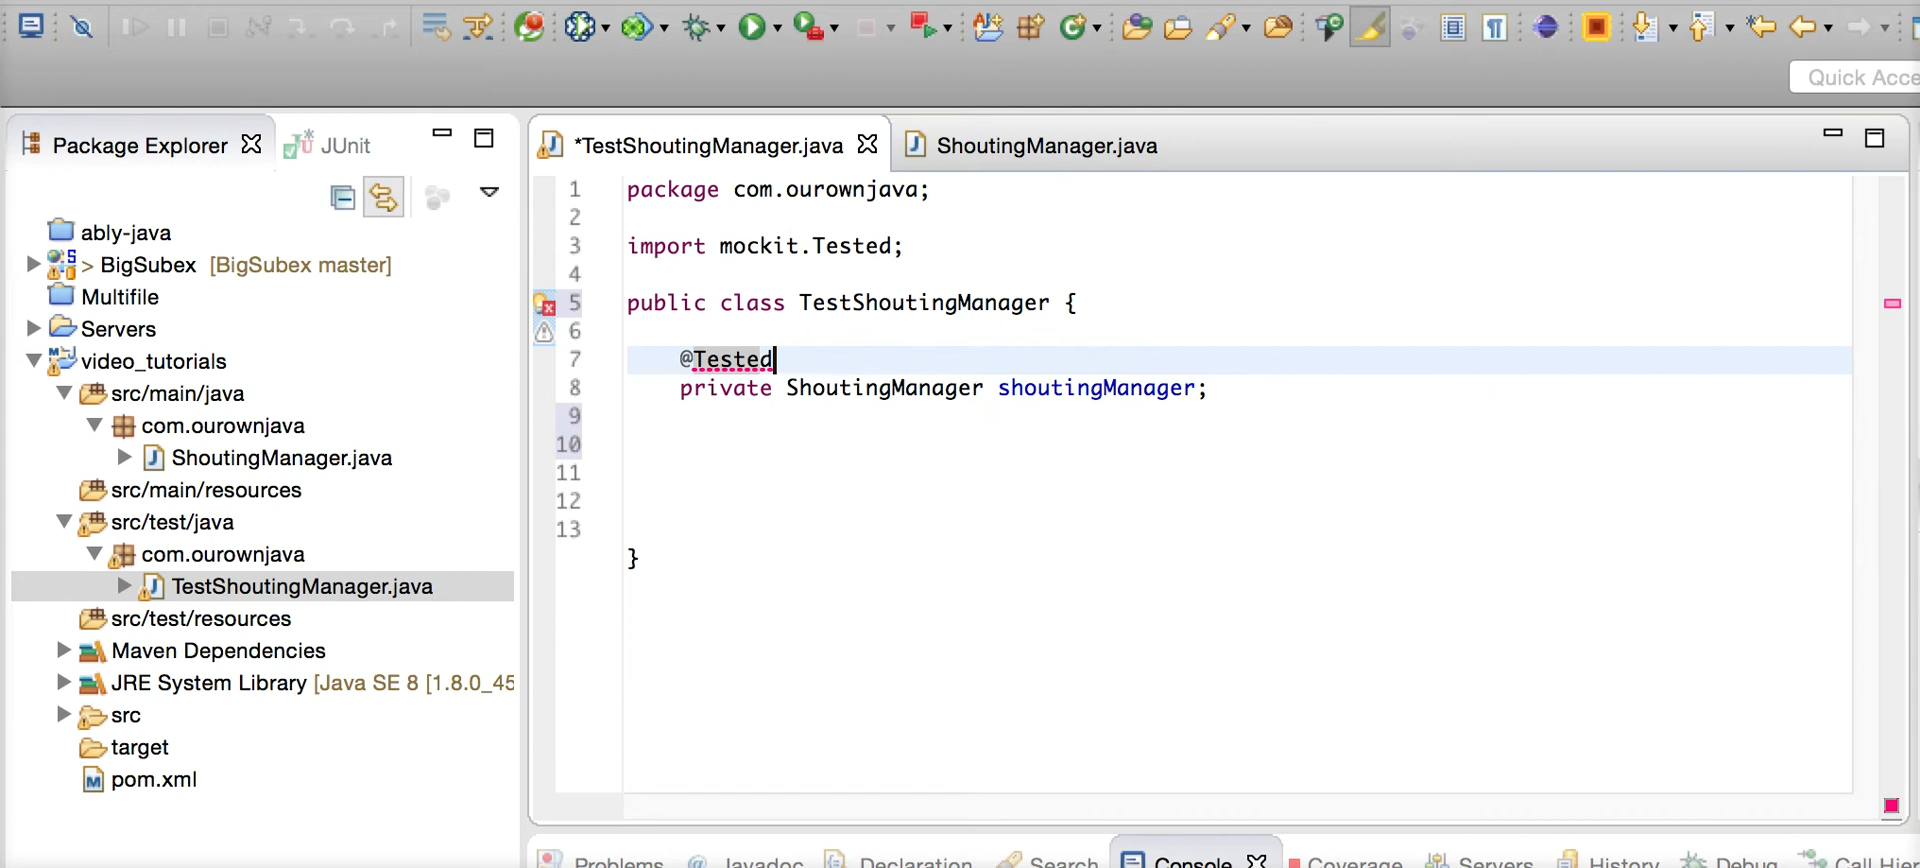 Quick Acce
Package Explorer
JUnit
ably-java
> BigSubex [BigSubex master]
Multifile
Servers
video_tutorials
src/main/java
com.ourownjava
ShoutingManager.java
src/main/resources
src/test/java
com.ourownjava
TestShoutingManager.java
src/test/resources
Maven Dependencies
JRE System Library [Java SE 8 [1.8.0_45
src
target
pom.xml
*TestShoutingManager.java
ShoutingManager.java
1 package com.ourownjava;
2
3 import mockit.Tested;
4
5 public class TestShoutingManager {
6
7 @Tested
8 private ShoutingManager shoutingManager;
9
10
11
12
13
}
Problems @ Javadoc Declaration Search Console Coverage Servers History Debug Call Hier